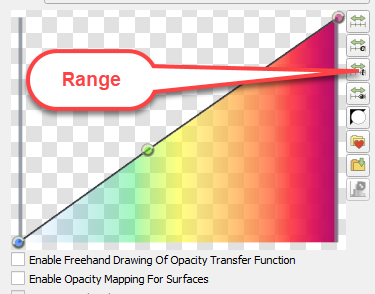 Range
Enable Freehand Drawing Of Opacity Transfer Function
Enable Opacity Mapping For Surfaces